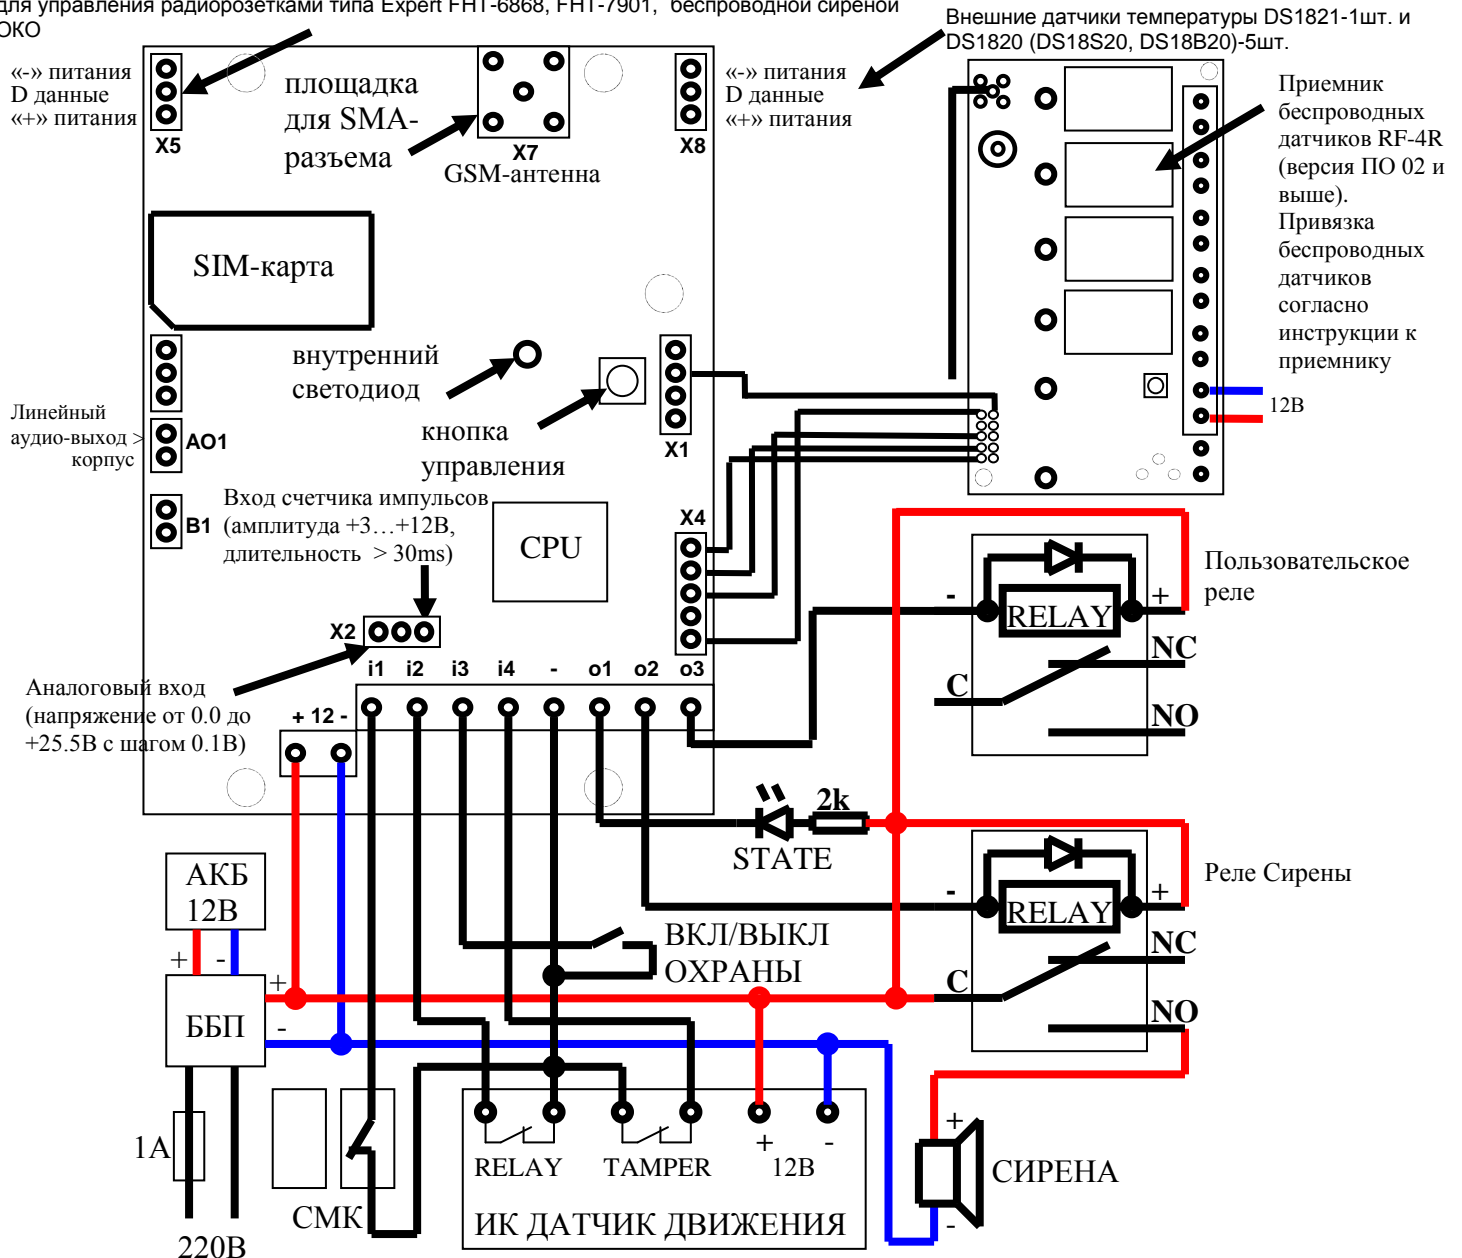 для управления радиорозетками типа Expert FHT-6868, FHT-7901, беспроводной сиреной
ОКО
Внешние датчики температуры DS1821-1шт. и
DS1820 (DS18S20, DS18B20)-5шт.
«-» питания
D данные
«+» питания
X5
площадка
для SMA-
разъема
X7
GSM-антенна
X8
«-» питания
D данные
«+» питания
Приемник
беспроводных
датчиков RF-4R
(версия ПО 02 и
выше).
Привязка
беспроводных
датчиков
согласно
инструкции к
приемнику
12В
SIM-карта
внутренний
светодиод
кнопка
управления
X1
Линейный
аудио-выход >
корпус
AO1
B1
Вход счетчика импульсов
(амплитуда +3…+12В,
длительность > 30ms)
CPU
X4
X2
Аналоговый вход
(напряжение от 0.0 до
+25.5В с шагом 0.1В)
i1 i2 i3 i4 - o1 o2 o3
+ 12 -
Пользовательское
реле
- RELAY +
NC
C
NO
2k
STATE
Реле Сирены
- RELAY +
NC
C
NO
АКБ
12В
+ -
ББП
+
-
ВКЛ/ВЫКЛ
ОХРАНЫ
1А
220В
СМК
RELAY TAMPER
+ -
12В
ИК ДАТЧИК ДВИЖЕНИЯ
+
СИРЕНА
-